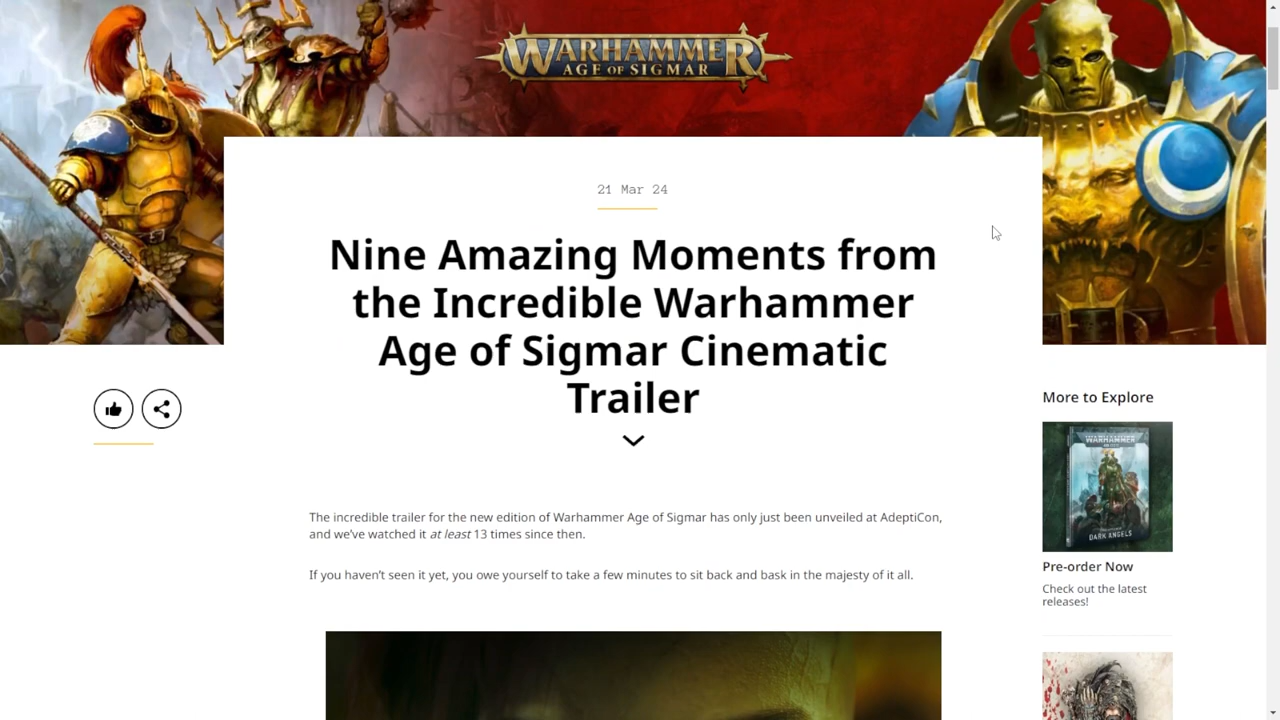 WARHAMMER
AGE OF SIGMAR
21 Mar 24
Nine Amazing Moments from
the Incredible Warhammer
Age of Sigmar Cinematic
Trailer
The incredible trailer for the new edition of Warhammer Age of Sigmar has only just been unveiled at AdeptiCon,
and we've watched it at least 13 times since then.
If you haven't seen it yet, you owe yourself to take a few minutes to sit back and bask in the majesty of it all.
More to Explore
WARHAMMER
DARK ANGELS
Pre-order Now
Check out the latest
releases!